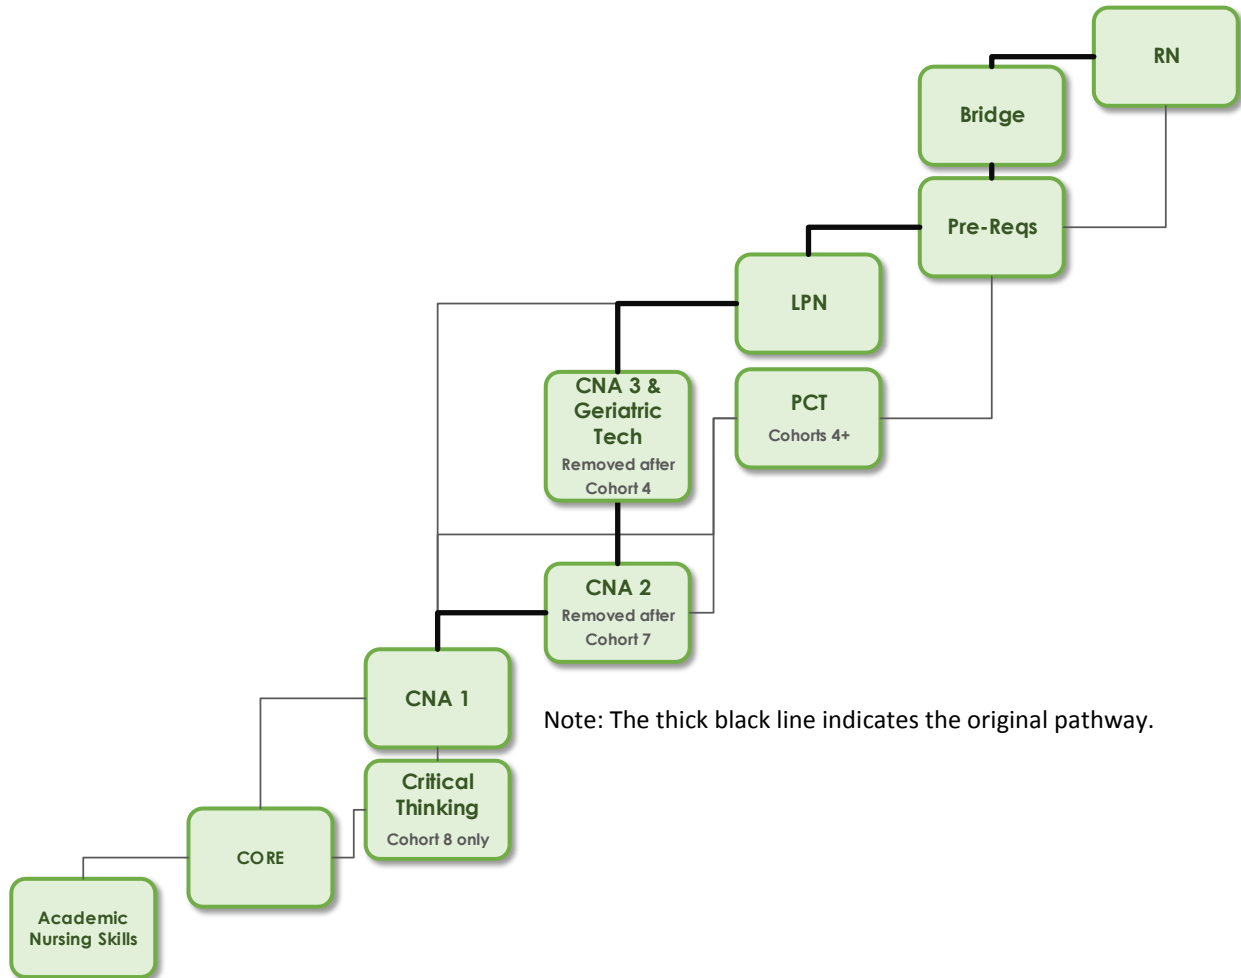 RN
Bridge
Pre-Reqs
LPN
CNA 3 &
Geriatric
Tech
Removed after
Cohort 4
PCT
Cohorts 4+
CNA 2
Removed after
Cohort 7
CNA 1
Note: The thick black line indicates the original pathway.
Critical
Thinking
Cohort 8 only
CORE
Academic
Nursing Skills